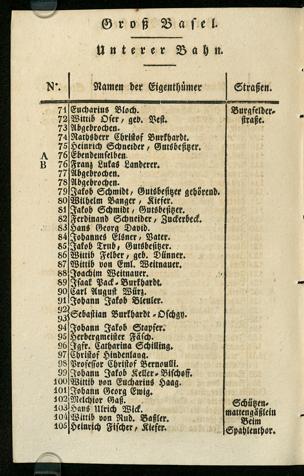 Groß Basel.
Unterer Bahn.
N°. Namen der Eigenthümer Straßen.
71 Eucharius Bloch. Burgfelder-
72 Wittib Oser, geb. Vest. straße.
73 Abgebrochen.
74 Rathsherr Christof Burkhardt.
75 Heinrich Schneider, Gutsbesitzer.
A 76 Ebendemselben.
B 76 Franz Lukas Landerer.
77 Abgebrochen.
78 Abgebrochen.
79 Jakob Schmidt, Gutsbesitzer gehörend.
80 Wilhelm Banger, Kiefer.
81 Jakob Schmidt, Gutsbesitzer.
82 Ferdinand Schneider, Zuckerbeck.
83 Hans Georg David.
84 Johannes Elsner, Vater.
85 Jakob Trub, Gutsbesitzer.
86 Wittib Felber, geb. Dünner.
87 Wittib von Eml. Weitnauer.
88 Joachim Weitnauer.
89 Isaak Pack-Burkhardt.
90 Carl August Würz.
91 Johann Jakob Bleuler.
92
93 Sebastian Burkhardt-Oschgy.
94 Johann Jakob Stapfer.
95 Herbergmeister Fäsch.
96 Jgfr. Catharina Schilling.
97 Christof Hindenlang.
98 Professor Christof Bernoulli.
99 Johann Jakob Keller-Bischoff.
100 Wittib von Eucharius Haag.
101 Johann Georg Ewig.
102 Melchior Gaß. Schützen-
103 Hans Ulrich Wick. mattengäßlein
104 Wittib von Rud. Baßler. Beim
105 Heinrich Fischer, Kiefer. Spahlenthor.